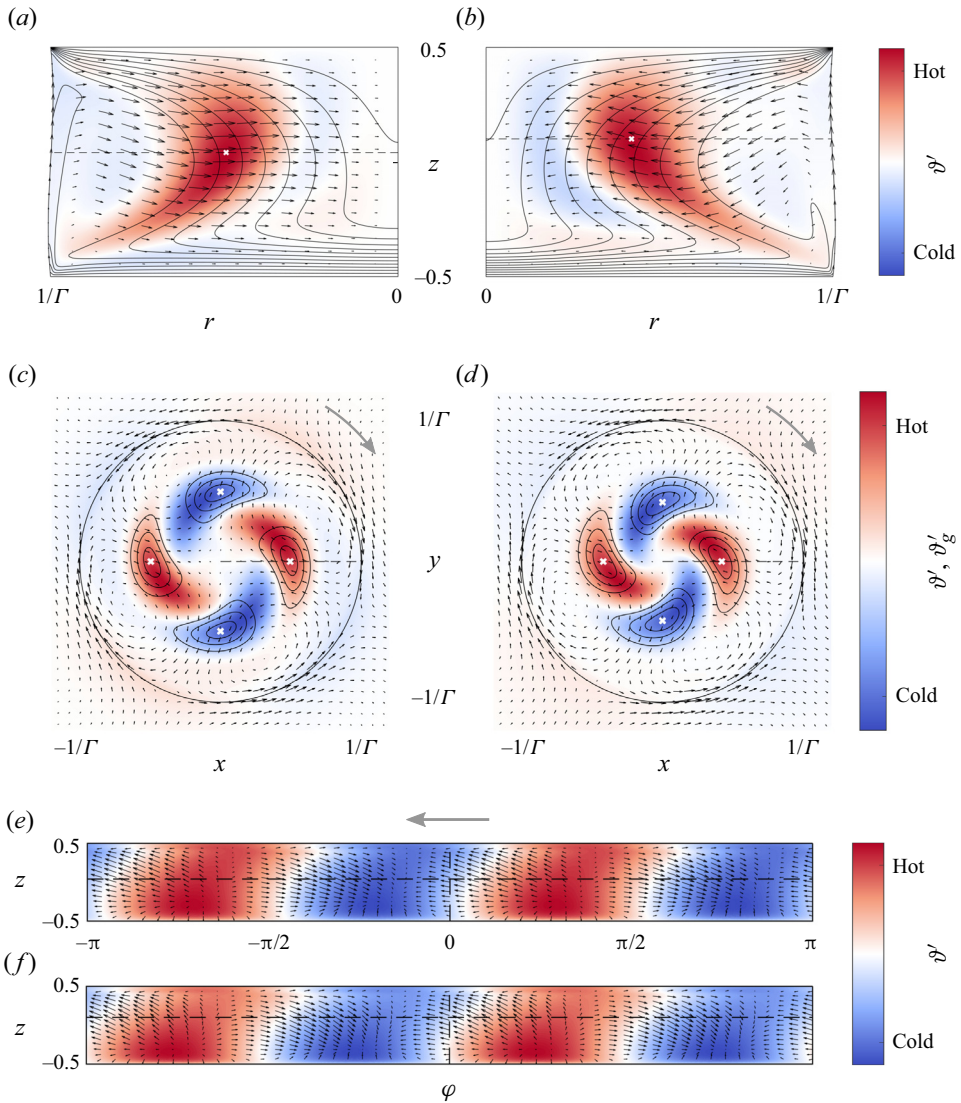 (a) (b)
0.5
Hot
z
ϑ′
Cold
−0.5
1/Γ 0 0 1/Γ
r r
(c) (d)
1/Γ
Hot
y
ϑ′, ϑ′g
Cold
−1/Γ
−1/Γ 1/Γ −1/Γ 1/Γ
x x
(e)
0.5
Hot
z
−0.5
−π −π/2 0 π/2 π
(f)
ϑ′
0.5
z
Cold
−0.5
φ